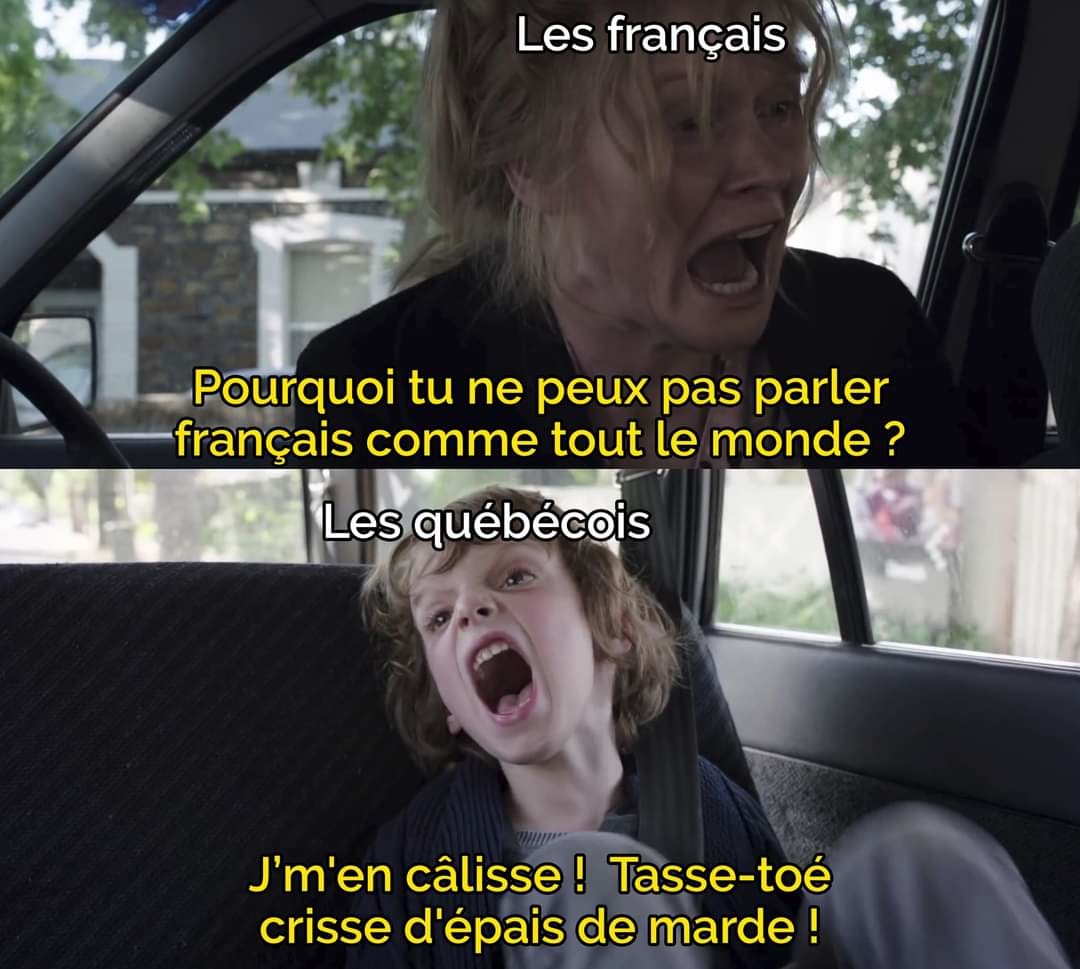 Les français
Pourquoi tu ne peux pas parler
français comme tout le monde ?
Les québécois
J'm'en câlisse ! Tasse-toé
crisse d'épais de marde !